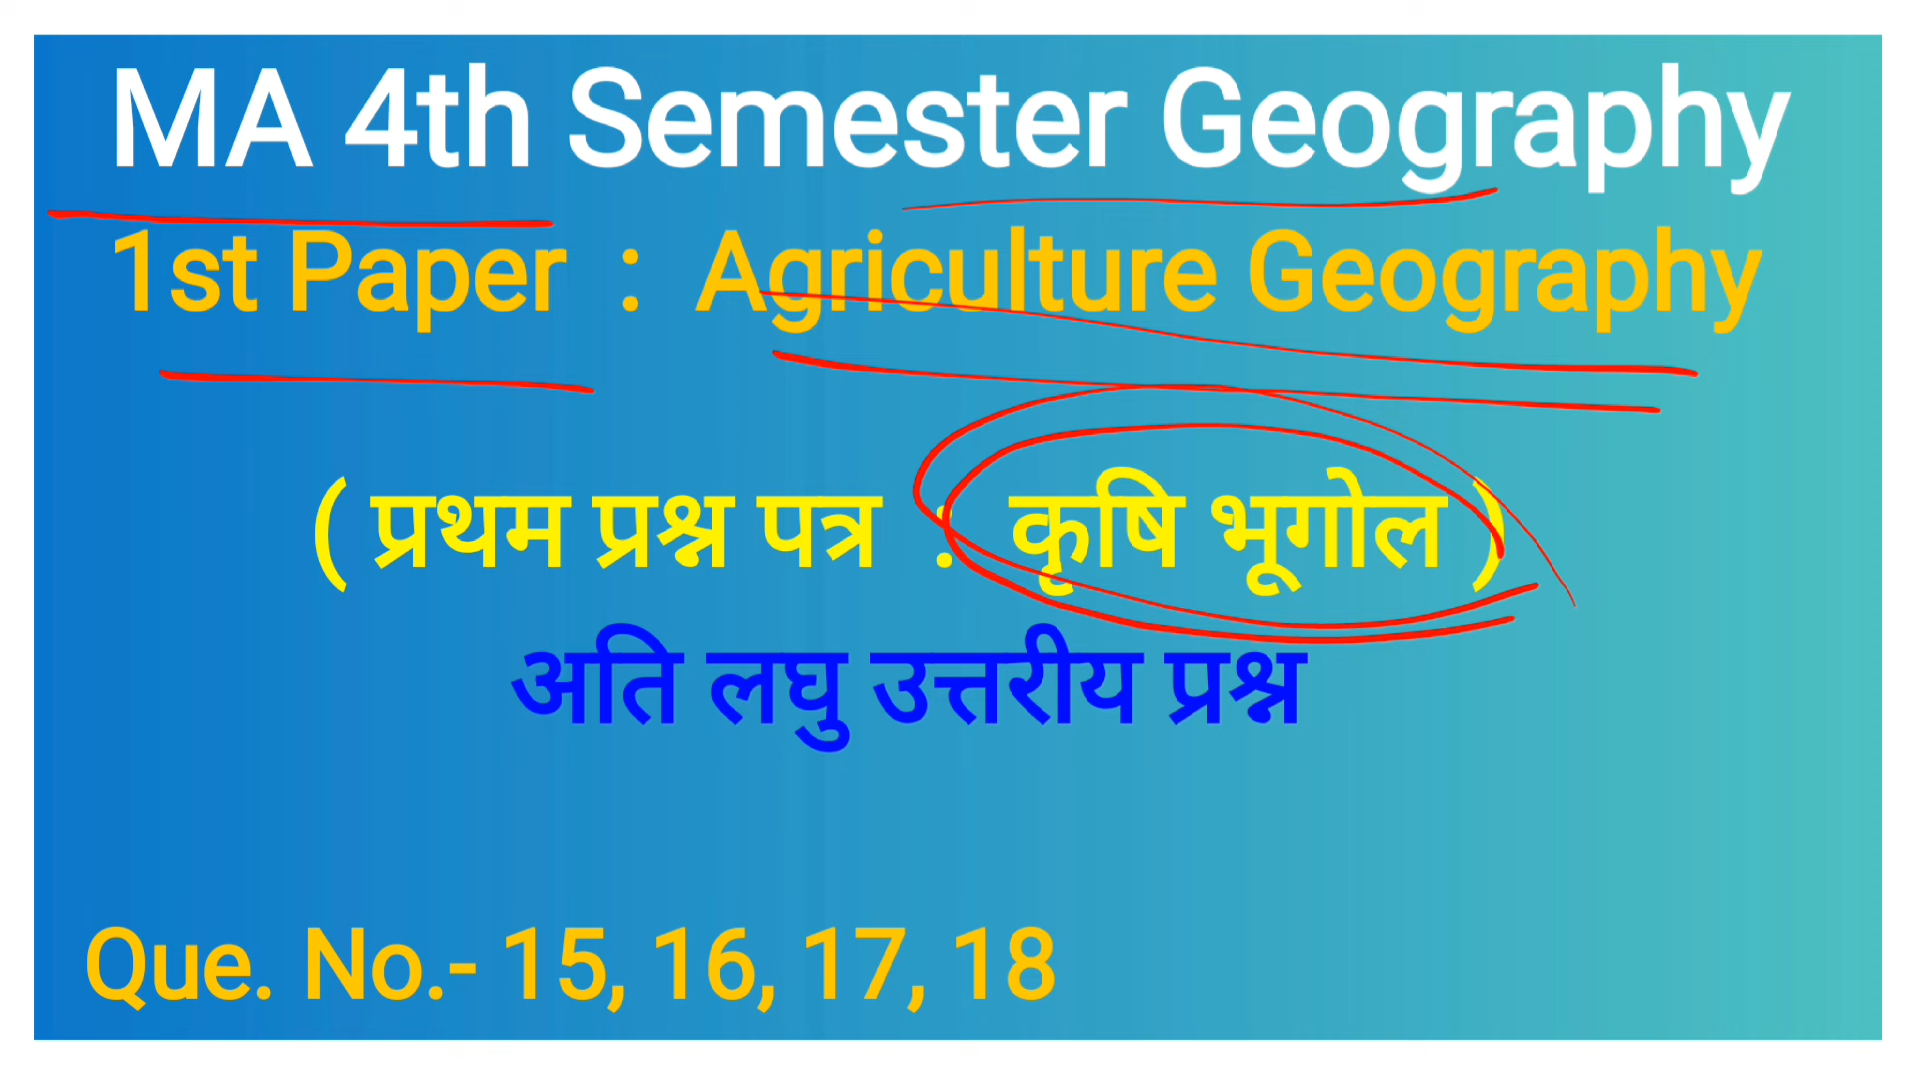 MA 4th Semester Geography
1st Paper : Agriculture Geography
( प्रथम प्रश्न पत्र : कृषि भूगोल )
अति लघु उत्तरीय प्रश्न
Que. No.- 15, 16, 17, 18